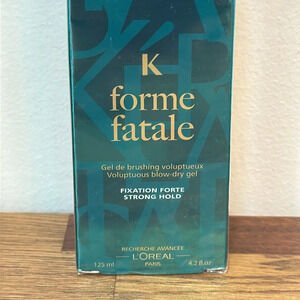 K
forme
fatale
Gel de brushing voluptueux
Voluptuous blow-dry gel
FIXATION FORTE
STRONG HOLD
RECHERCHE AVANCÉE
L'ORÉAL
PARIS
125 ml 4.2 fl.oz